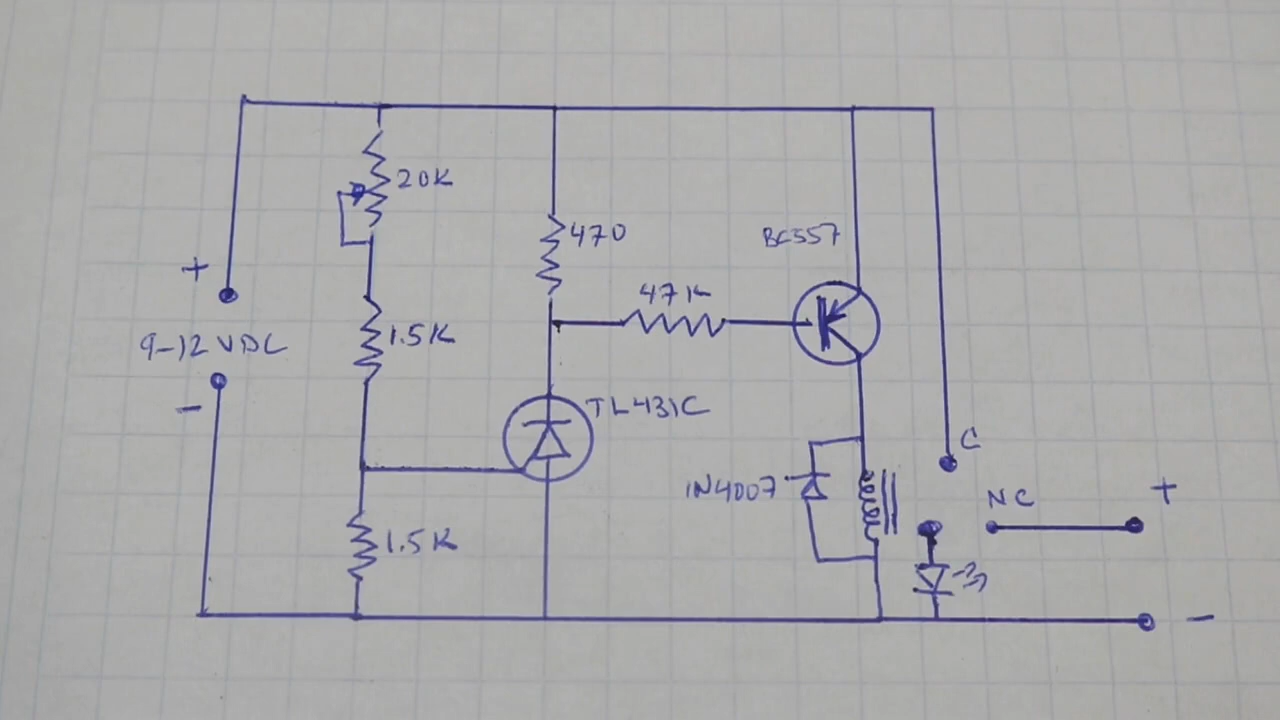 20K
470
BC557
+
47K
9-12 VDC
1.5K
-
TL431C
C
1N4007
NC
+
1.5K
-